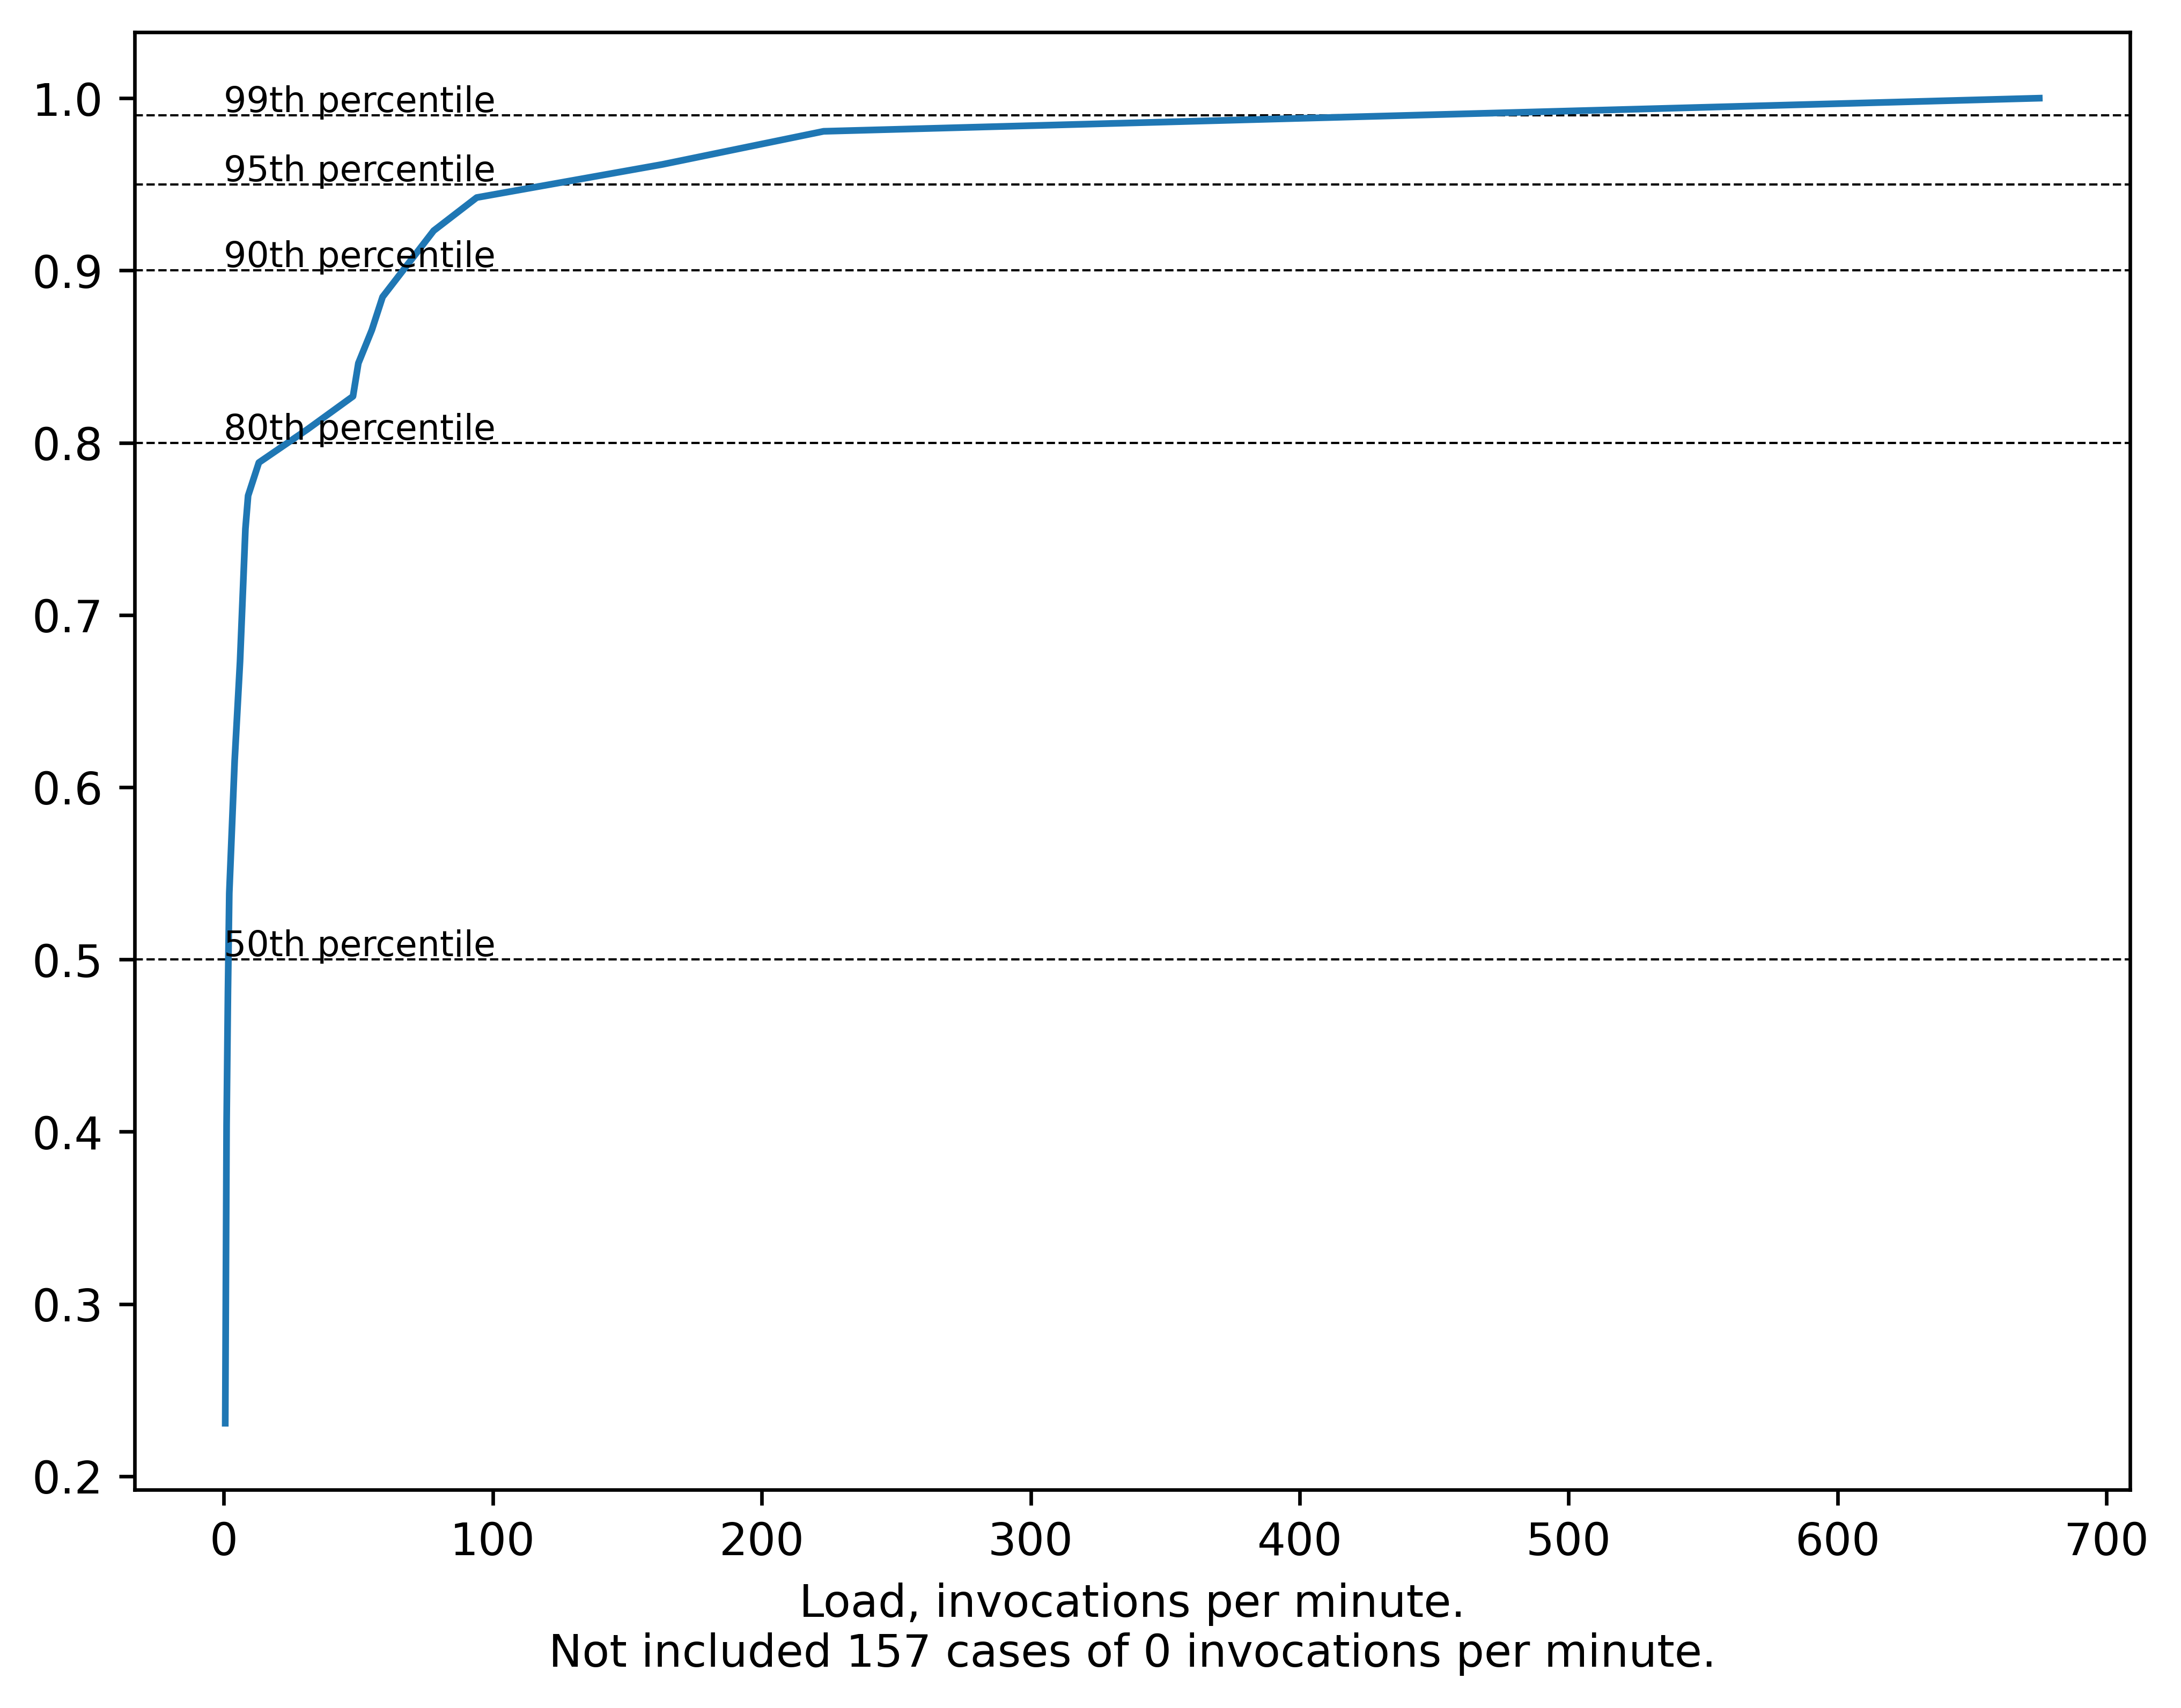 1.0
99th percentile
95th percentile
0.9
90th percentile
0.8
80th percentile
0.7
0.6
0.5
50th percentile
0.4
0.3
0.2
0 100 200 300 400 500 600 700
Load, invocations per minute.
Not included 157 cases of 0 invocations per minute.